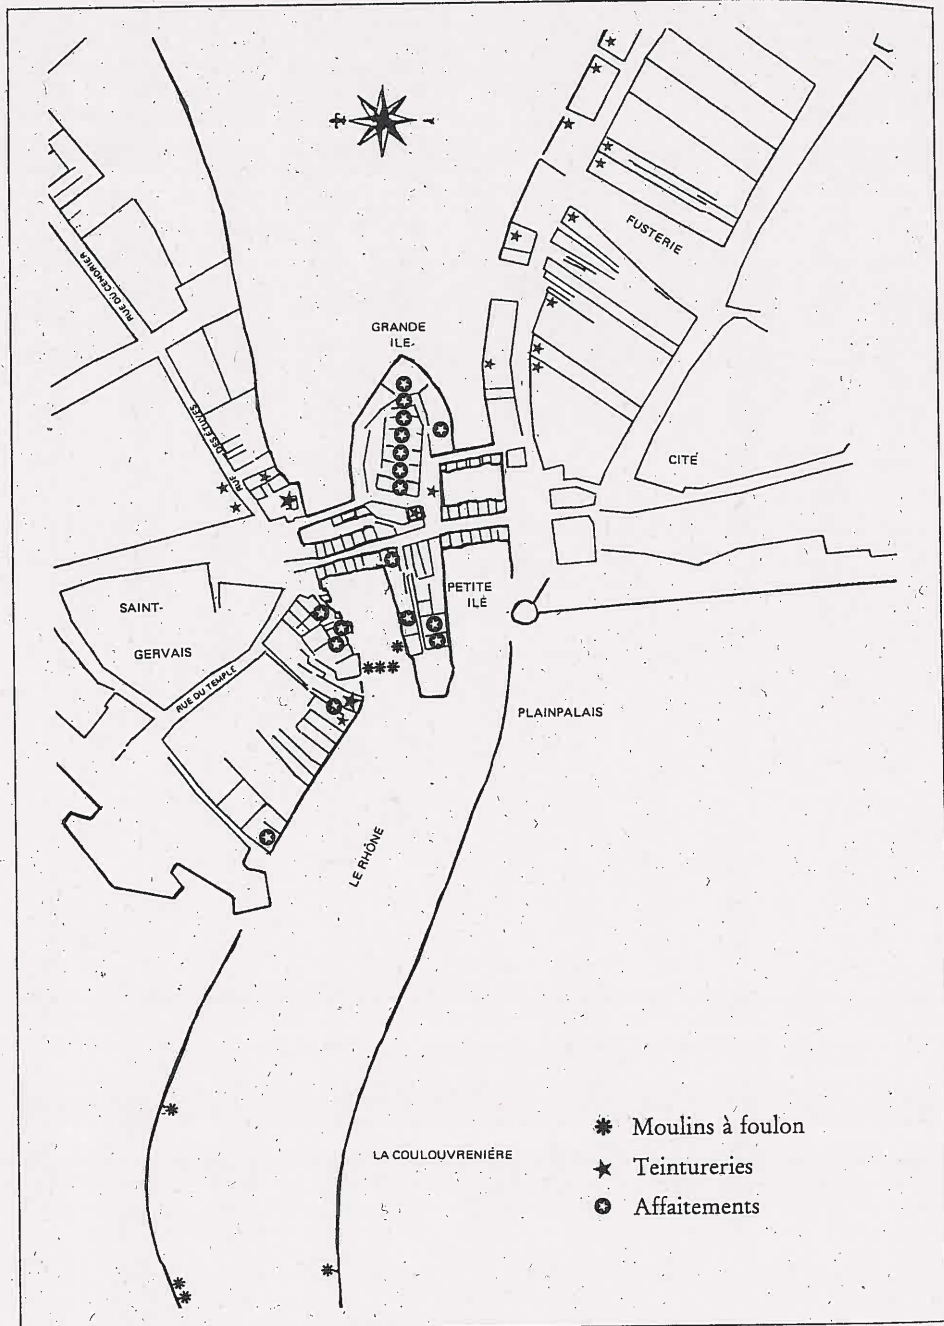 FUSTERIE
RUE DU CENDRIER
GRANDE
ILE
RUE DES ETUVES
CITÉ
PETITE
ILE
SAINT-
GERVAIS
RUE DU TEMPLE
PLAINPALAIS
LE RHÔNE
LA COULOUVRENIÈRE
Moulins à foulon
Teintureries
Affaitements